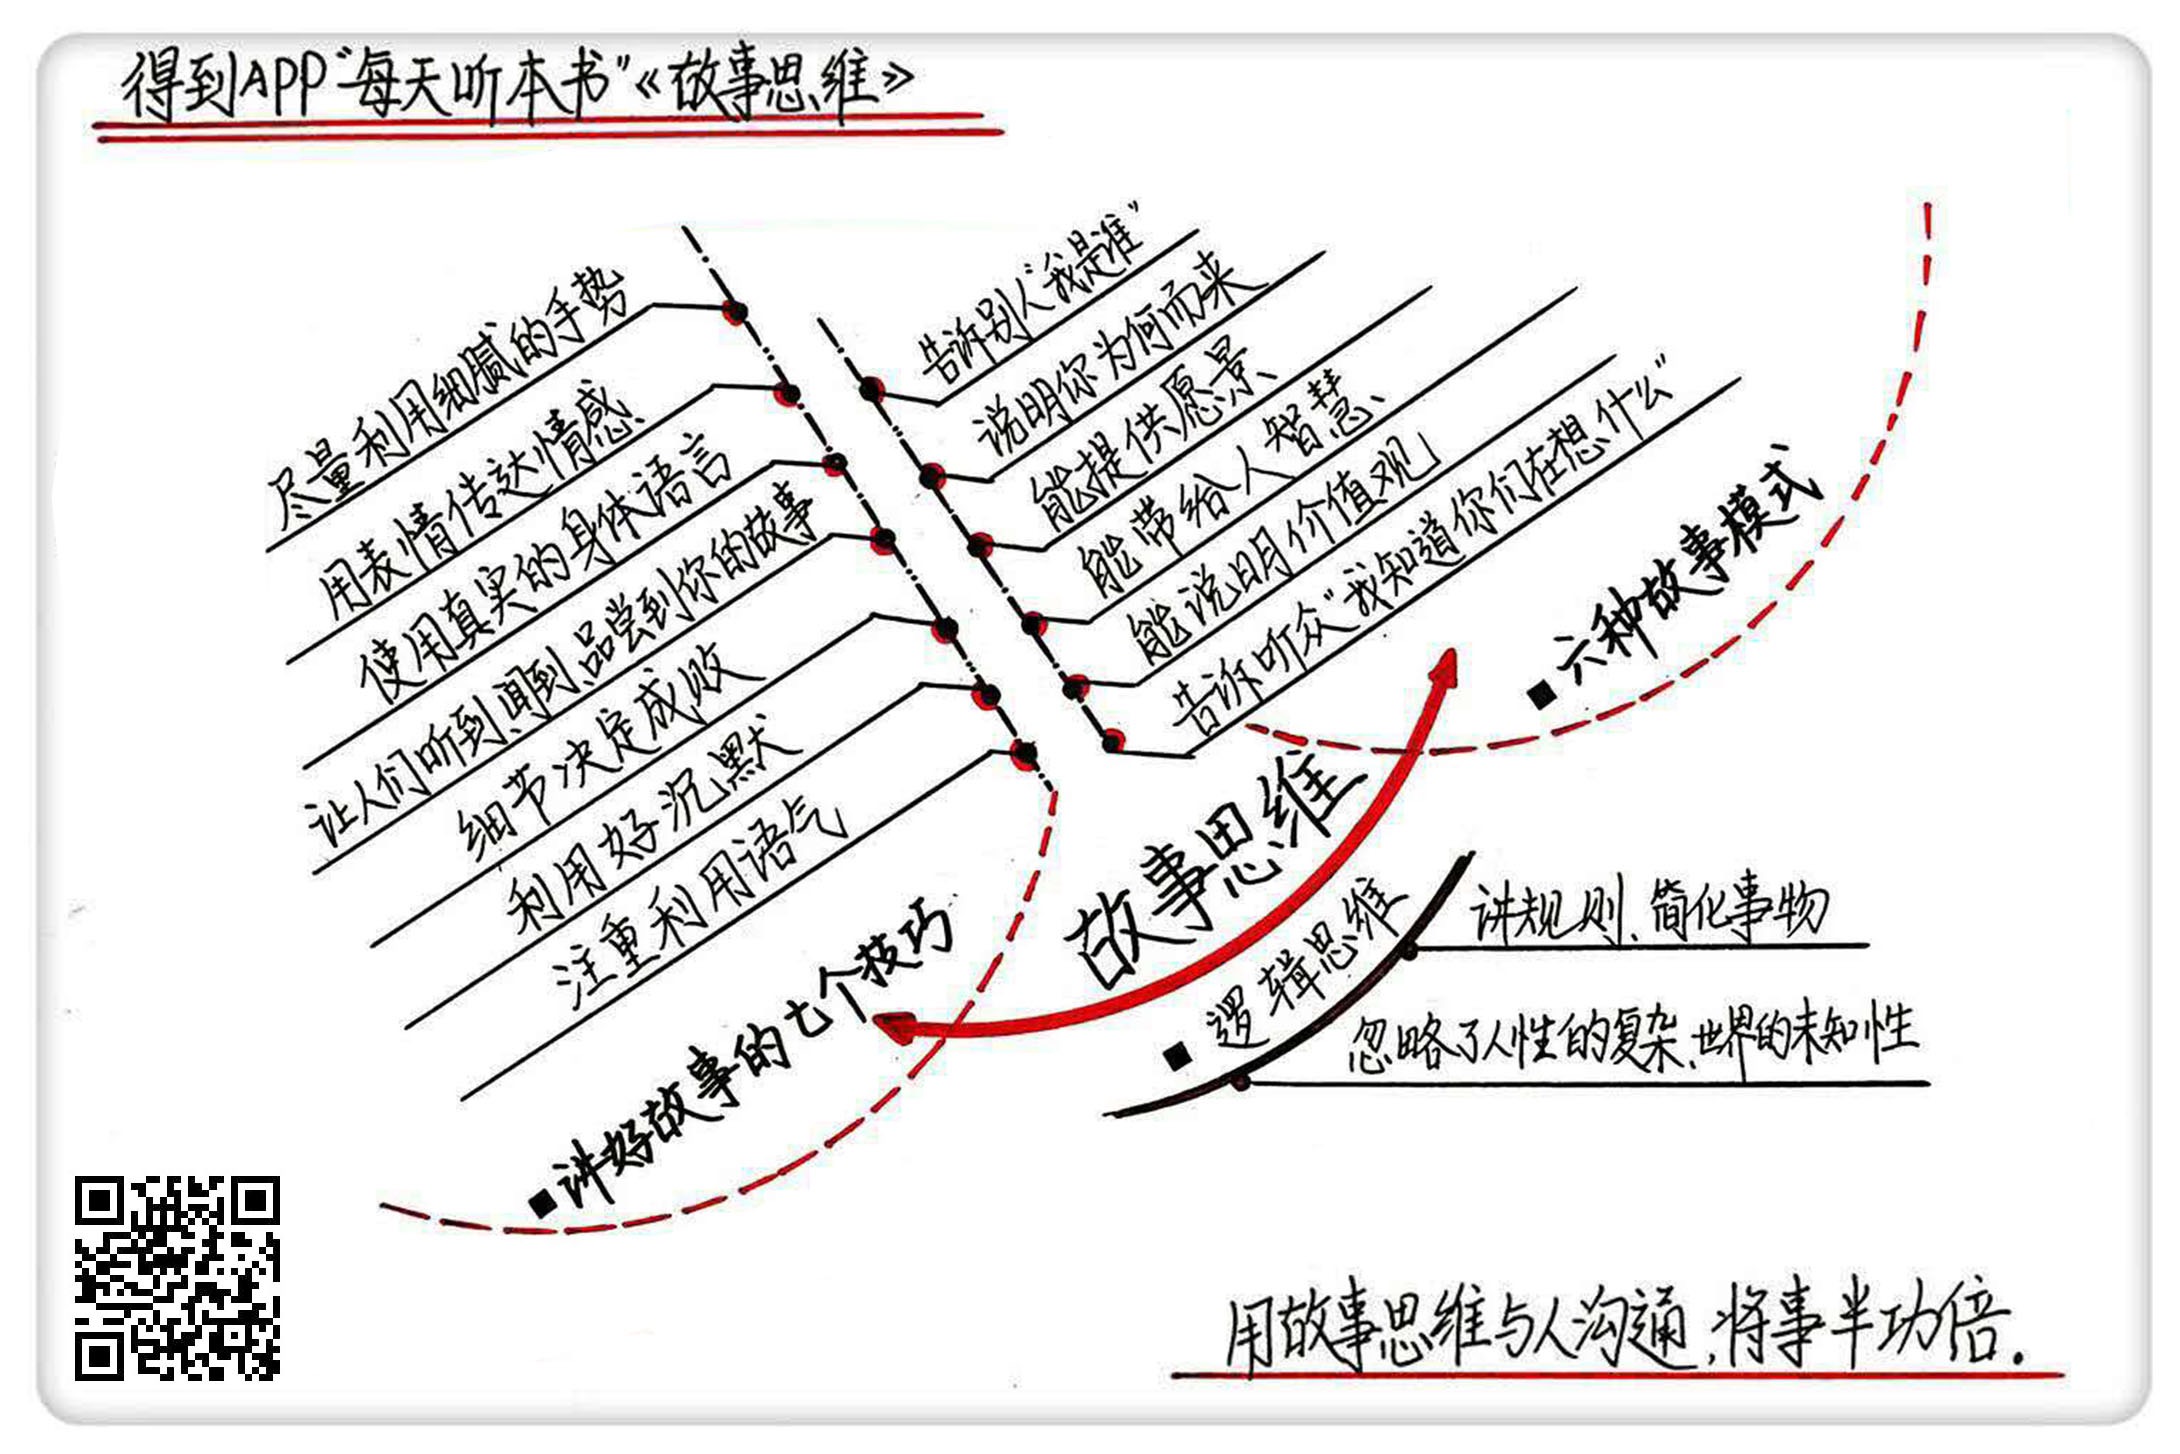 得到APP“每天听本书”《故事思维》
尽量利用细腻的手势
用表情传达情感
使用真实的身体语言
让人们听到、闻到、品尝到你的故事
细节决定成败
利用好沉默
注重利用语气
■讲好故事的七个技巧
告诉别人“我是谁”
说明你为何而来
能提供愿景
能带给人智慧
能说明价值观
告诉听众“我知道你们在想什么”
■六种故事模式
故事思维
■逻辑思维
讲规则、简化事物
忽略了人性的复杂、世界的未知性
用故事思维与人沟通，将事半功倍．